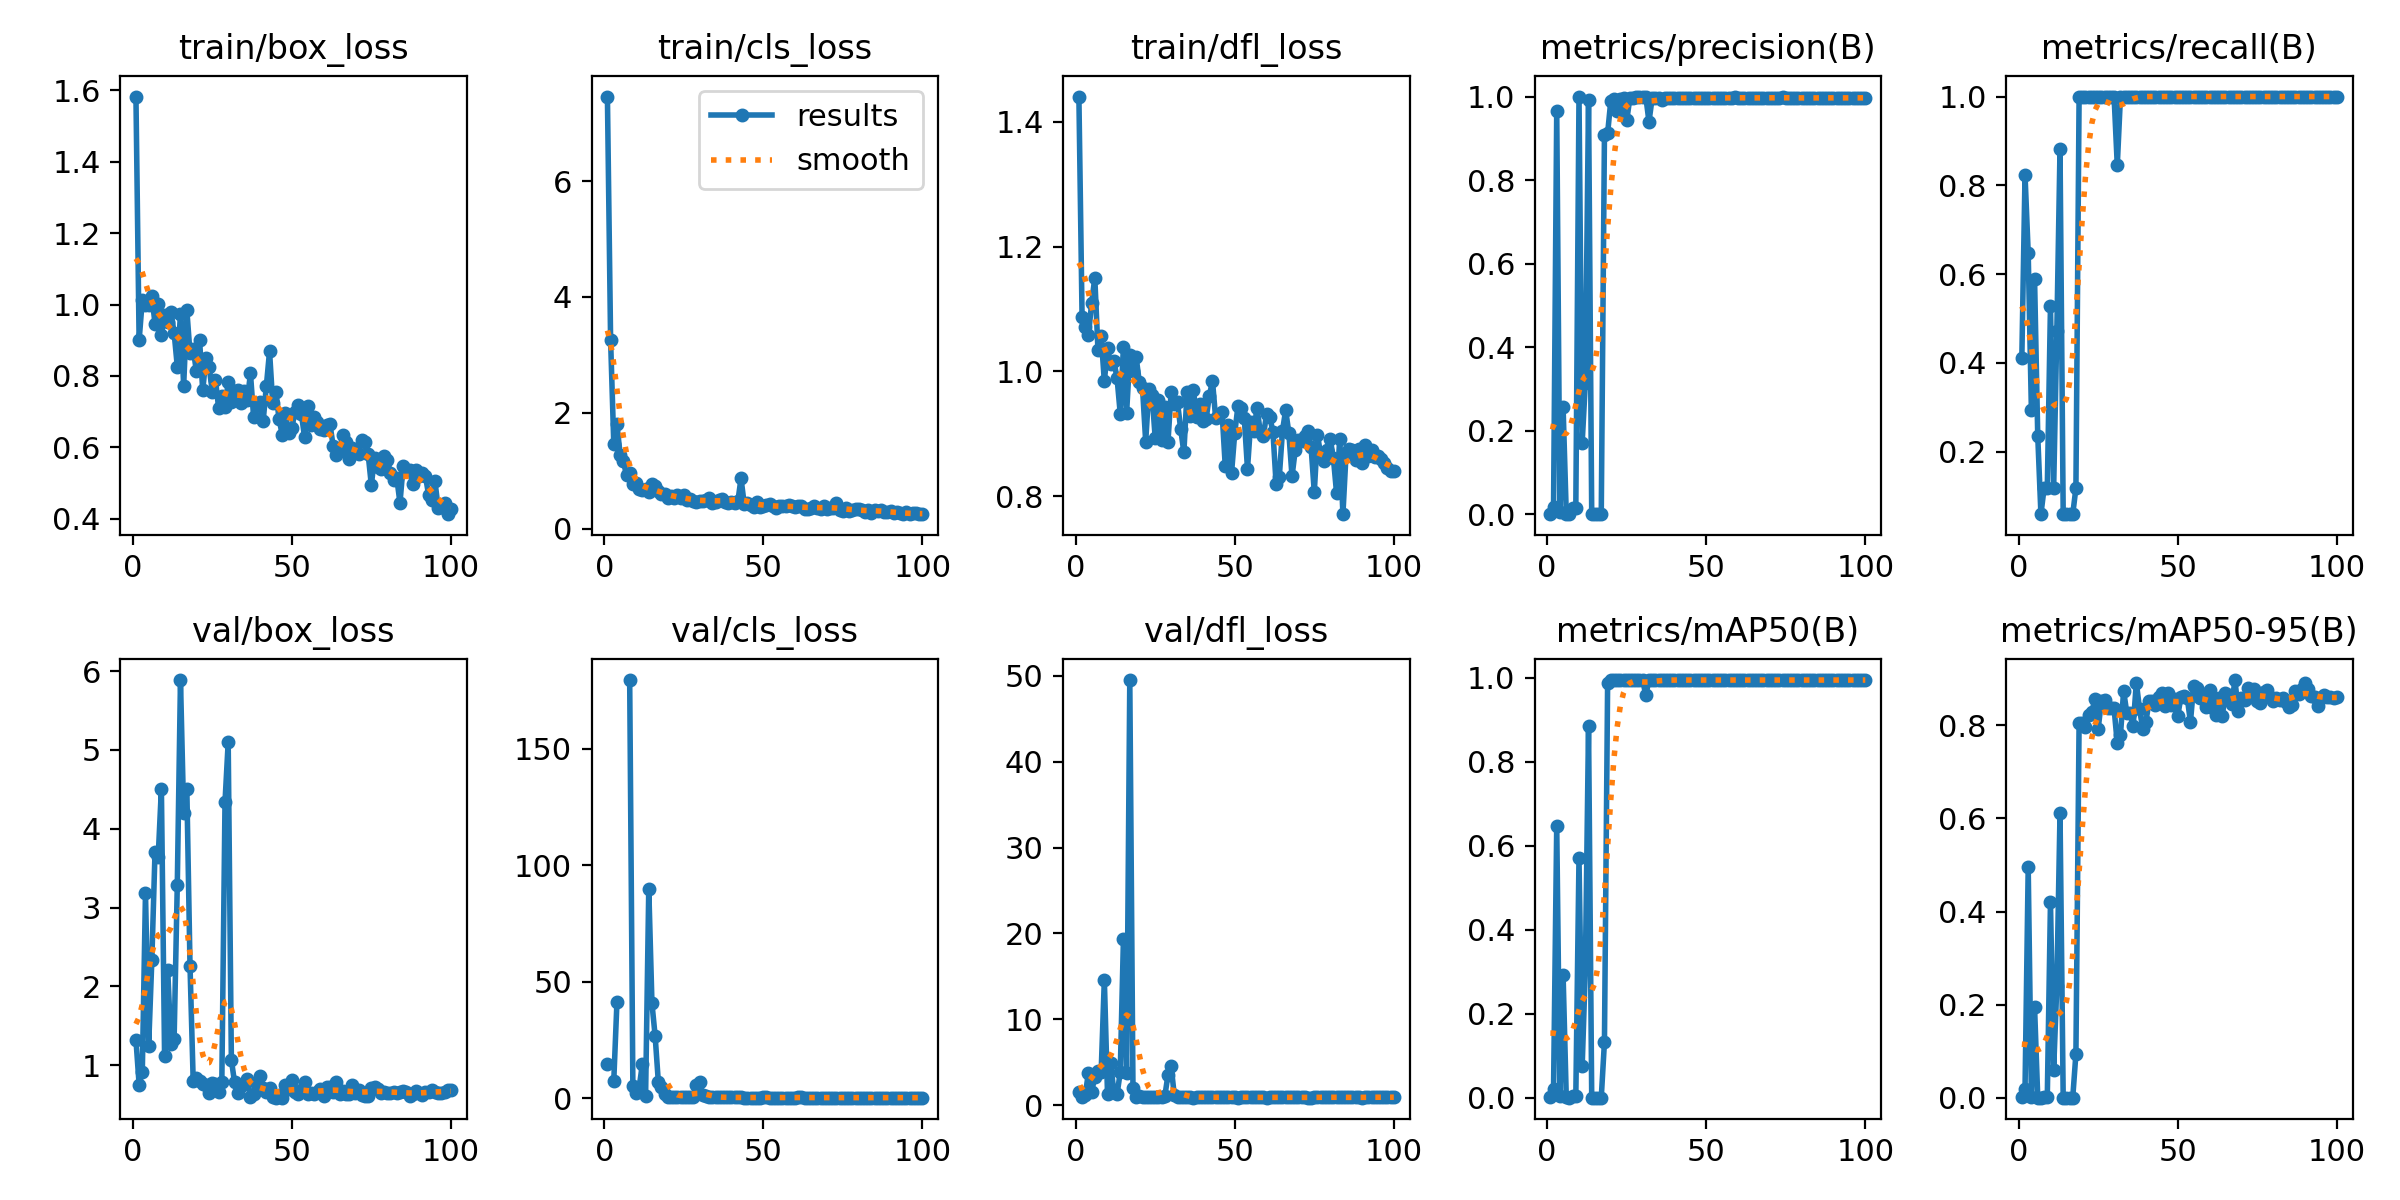 train/box_loss
1.6
1.4
1.2
1.0
0.8
0.6
0.4
0 50 100
train/cls_loss
results
smooth
6
4
2
0
0 50 100
train/dfl_loss
1.4
1.2
1.0
0.8
0 50 100
metrics/precision(B)
1.0
0.8
0.6
0.4
0.2
0.0
0 50 100
metrics/recall(B)
1.0
0.8
0.6
0.4
0.2
0 50 100
val/box_loss
6
5
4
3
2
1
0 50 100
val/cls_loss
150
100
50
0
0 50 100
val/dfl_loss
50
40
30
20
10
0
0 50 100
metrics/mAP50(B)
1.0
0.8
0.6
0.4
0.2
0.0
0 50 100
metrics/mAP50-95(B)
0.8
0.6
0.4
0.2
0.0
0 50 100